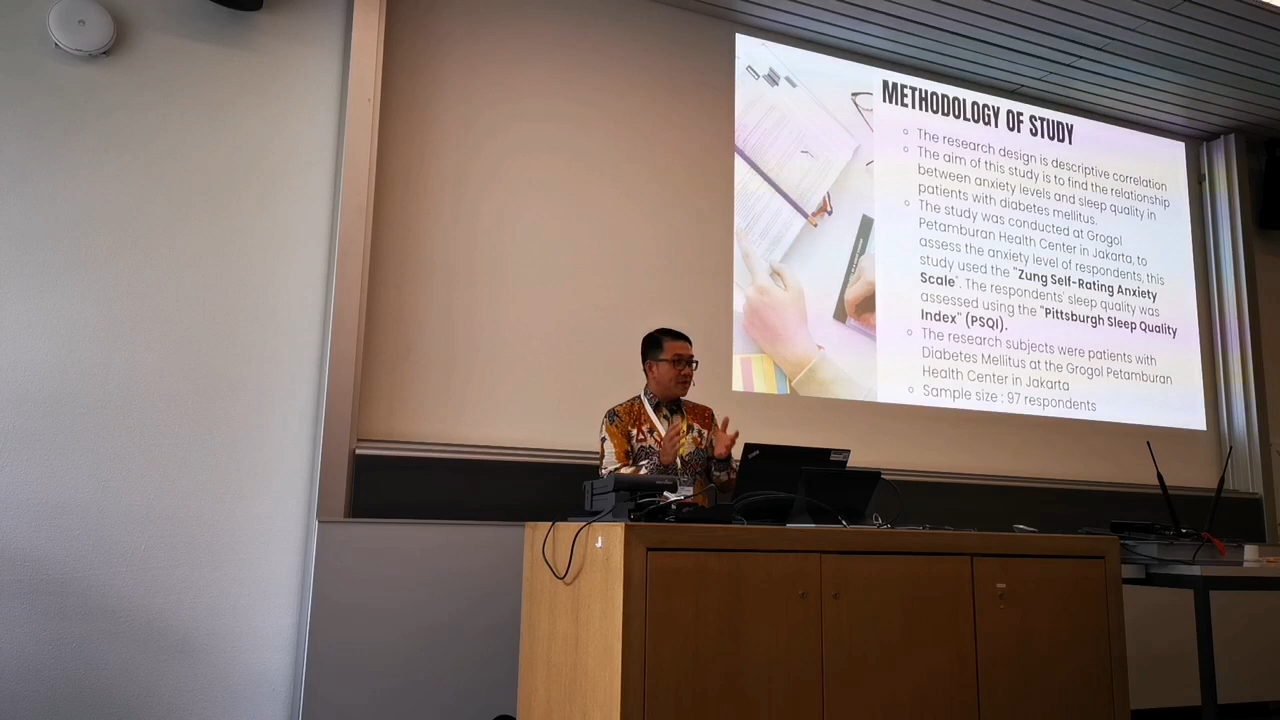 METHODOLOGY OF STUDY
The research design is descriptive correlation
The aim of this study is to find the relationship
between anxiety levels and sleep quality in
patients with diabetes mellitus.
The study was conducted at Grogol
Petamburan Health Center in Jakarta, to
assess the anxiety level of respondents, this
study used the "Zung Self-Rating Anxiety
Scale". The respondents' sleep quality was
assessed using the "Pittsburgh Sleep Quality
Index" (PSQI).
The research subjects were patients with
Diabetes Mellitus at the Grogol Petamburan
Health Center in Jakarta
Sample size : 97 respondents